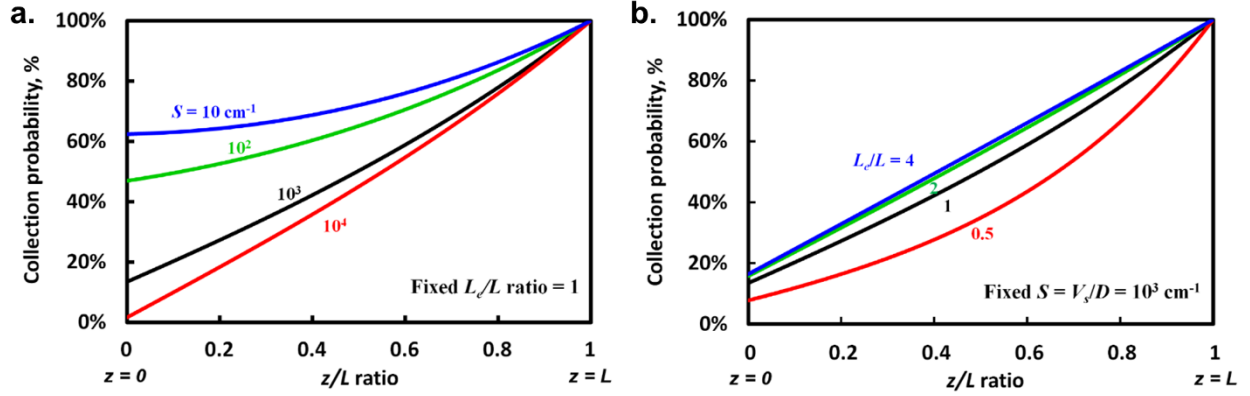 a.
Collection probability, %
100%
80%
60%
40%
20%
0%
S = 10 cm⁻¹
10²
10³
10⁴
Fixed Lₑ/L ratio = 1
0 0.2 0.4 0.6 0.8 1
z = 0 z/L ratio z = L
b.
Collection probability, %
100%
80%
60%
40%
20%
0%
Lₑ/L = 4
2
1
0.5
Fixed S = Vₛ/D = 10³ cm⁻¹
0 0.2 0.4 0.6 0.8 1
z = 0 z/L ratio z = L